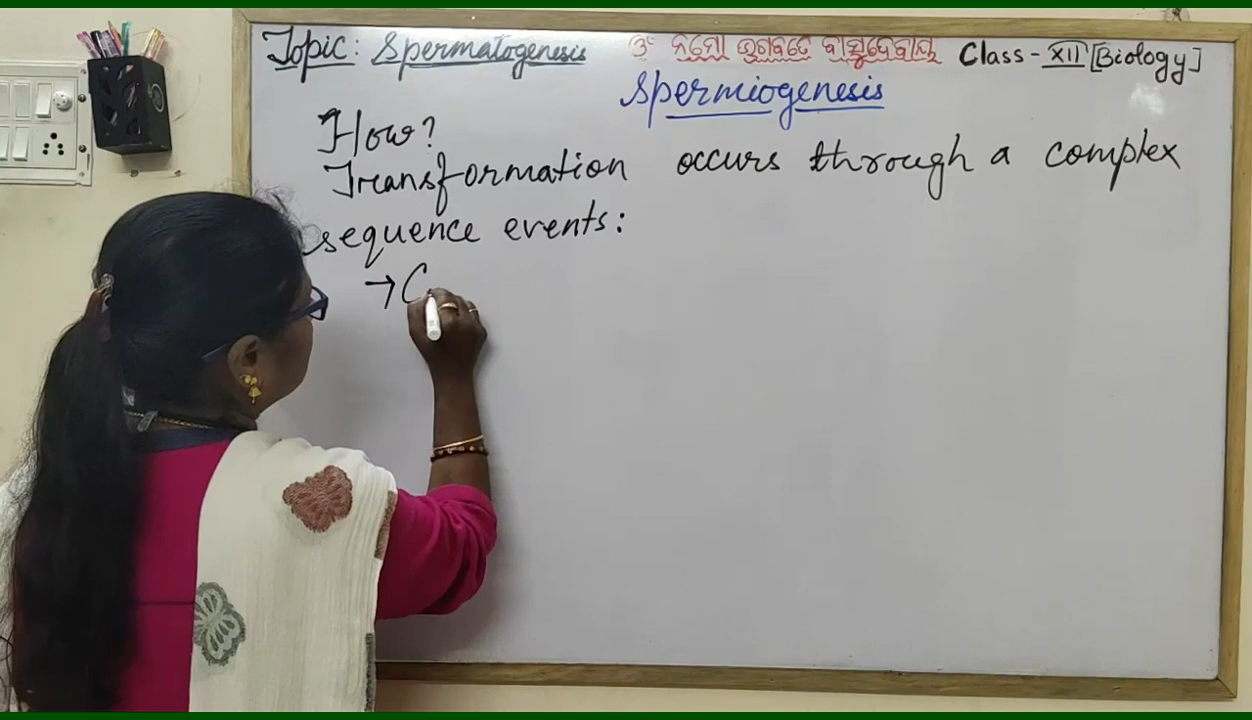 Topic: Spermatogenesis ଓଁ ନମୋ ଭଗବତେ ବାସୁଦେବାୟ Class - XII [Biology]
Spermiogenesis
How?
Transformation occurs through a complex
sequence events:
→ C